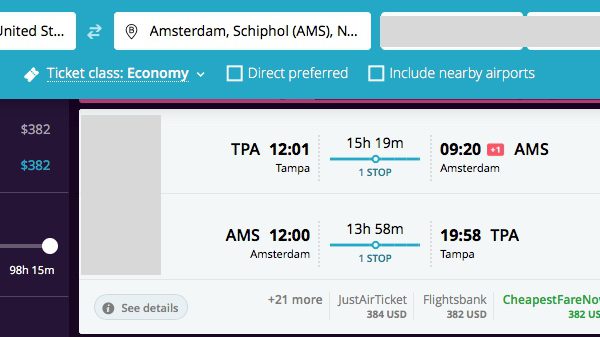 United St...
Amsterdam, Schiphol (AMS), N...
Ticket class: Economy
Direct preferred
Include nearby airports
$382
$382
98h 15m
TPA 12:01
Tampa
15h 19m
1 STOP
09:20 +1 AMS
Amsterdam
AMS 12:00
Amsterdam
13h 58m
1 STOP
19:58 TPA
Tampa
See details
+21 more
JustAirTicket
384 USD
Flightsbank
382 USD
CheapestFareNow
382 US